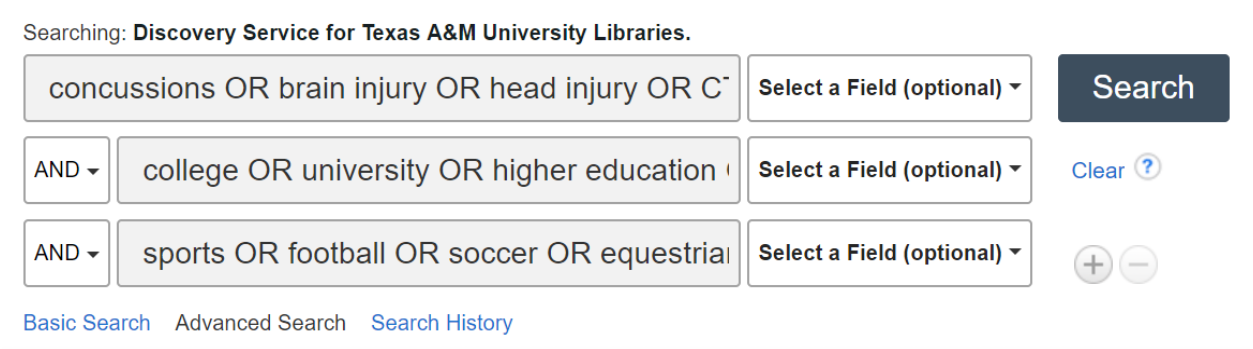 Searching: Discovery Service for Texas A&M University Libraries.
concussions OR brain injury OR head injury OR Select a Field (optional) Search
AND college OR university OR higher education Select a Field (optional) Clear ?
AND sports OR football OR soccer OR Select a Field (optional)
Basic Search Advanced Search Search History